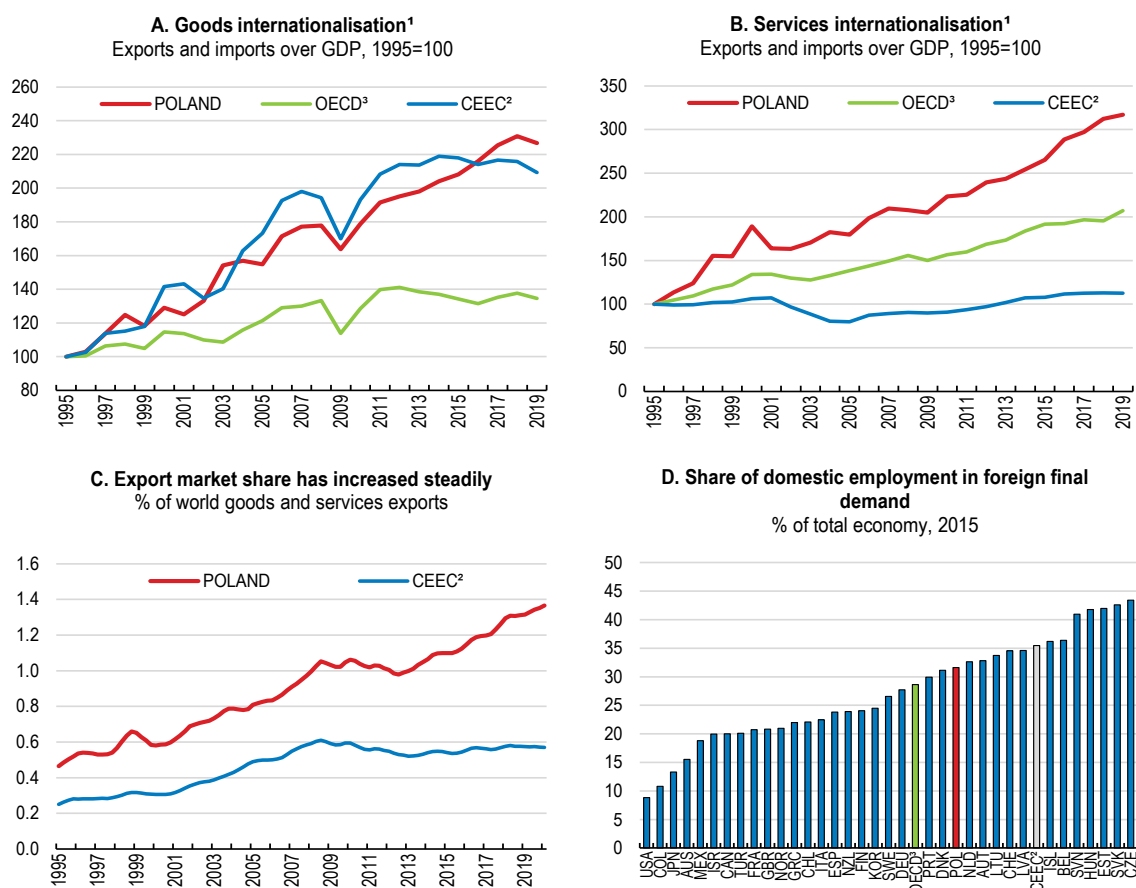 A. Goods internationalisation¹
Exports and imports over GDP, 1995=100
260
240
220
200
180
160
140
120
100
80
POLAND OECD³ CEEC²
1995 1997 1999 2001 2003 2005 2007 2009 2011 2013 2015 2017 2019
B. Services internationalisation¹
Exports and imports over GDP, 1995=100
350
300
250
200
150
100
50
0
POLAND OECD³ CEEC²
1995 1997 1999 2001 2003 2005 2007 2009 2011 2013 2015 2017 2019
C. Export market share has increased steadily
% of world goods and services exports
1.6
1.4
1.2
1.0
0.8
0.6
0.4
0.2
0.0
POLAND CEEC²
1995 1997 1999 2001 2003 2005 2007 2009 2011 2013 2015 2017 2019
D. Share of domestic employment in foreign final
demand
% of total economy, 2015
50
45
40
35
30
25
20
15
10
5
0
USA COL JPN AUS MEX ISR CAN TUR FRA GBR NOR GRC CHL ITA ESP NZL FIN KOR SWE DEU OECD³ PRT DNK POL NLD AUT LTU CHE LVA CEEC² ISL BEL SVN HUN EST SVK CZE